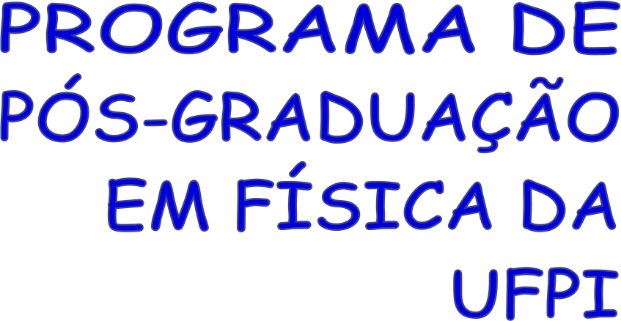 PROGRAMA DE
PÓS-GRADUAÇÃO
EM FÍSICA DA
UFPI